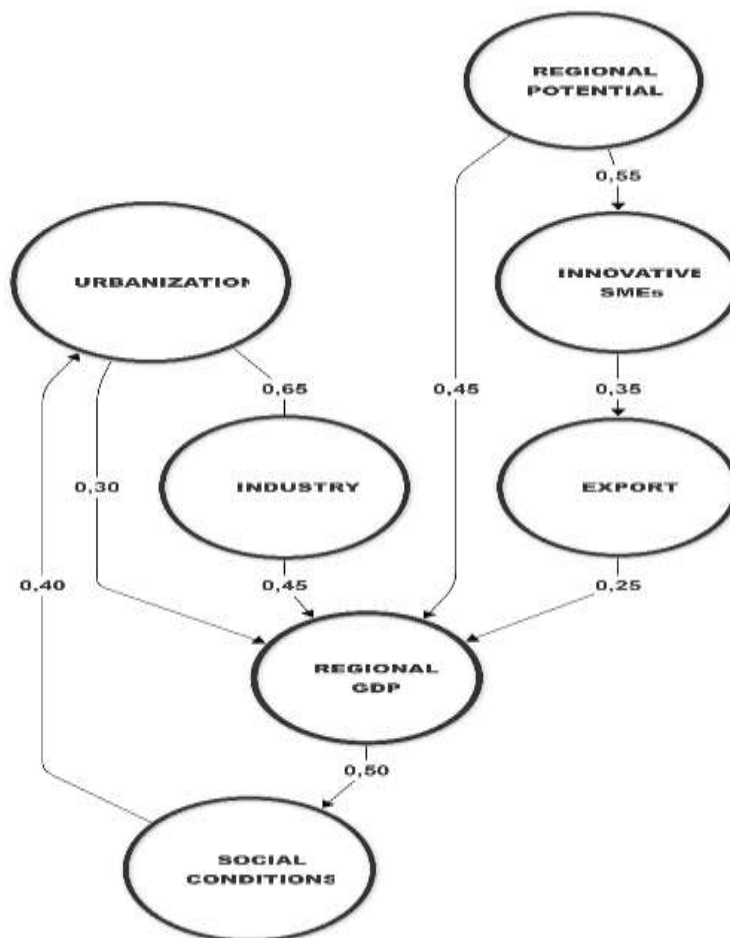 REGIONAL
POTENTIAL
0,55
URBANIZATION
INNOVATIVE
SMEs
0,65
0,45
0,35
0,30
INDUSTRY
EXPORT
0,40
0,45
0,25
REGIONAL
GDP
0,50
SOCIAL
CONDITIONS